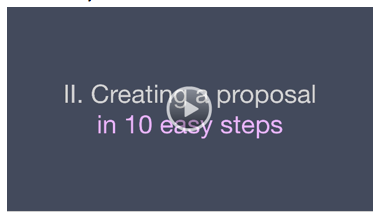 II. Creating a proposal
in 10 easy steps